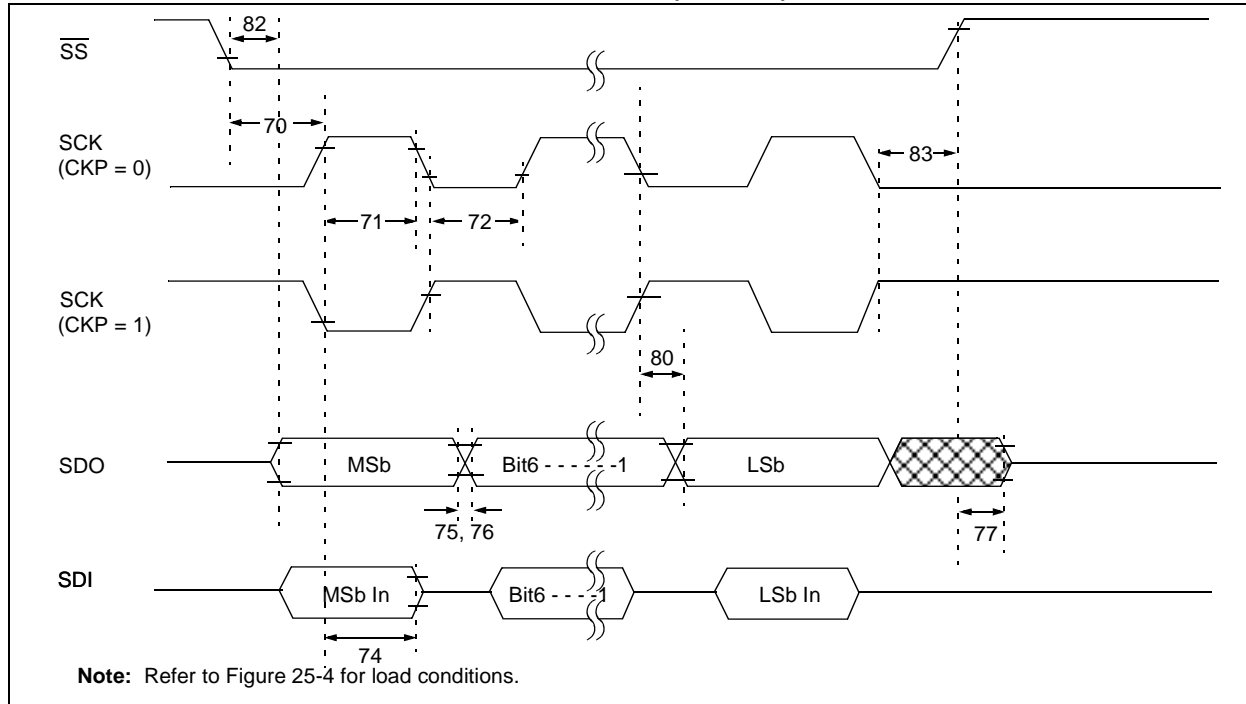 82
SS
70
SCK
(CKP = 0)
83
71
72
SCK
(CKP = 1)
80
SDO
MSb
Bit6 - - - - - -1
LSb
75, 76
77
SDI
MSb In
Bit6 - - - -1
LSb In
74
Note: Refer to Figure 25-4 for load conditions.